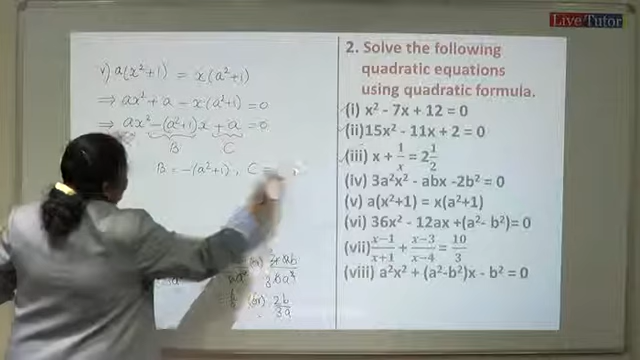 Live Tutor
v) a(x²+1) = x(a²+1)
⇒ ax² + a - x(a²+1) = 0
⇒ ax² - (a²+1)x + a = 0
B C
B = -(a²+1), C =
2. Solve the following
quadratic equations
using quadratic formula.
(i) x² - 7x + 12 = 0
(ii) 15x² - 11x + 2 = 0
(iii) x + 1/x = 2 1/2
(iv) 3a²x² - abx -2b² = 0
(v) a(x²+1) = x(a²+1)
(vi) 36x² - 12ax +(a²- b²)= 0
(vii) x−1/x+1 + x−3/x−4 = 10/3
(viii) a²x² + (a²-b²)x - b² = 0